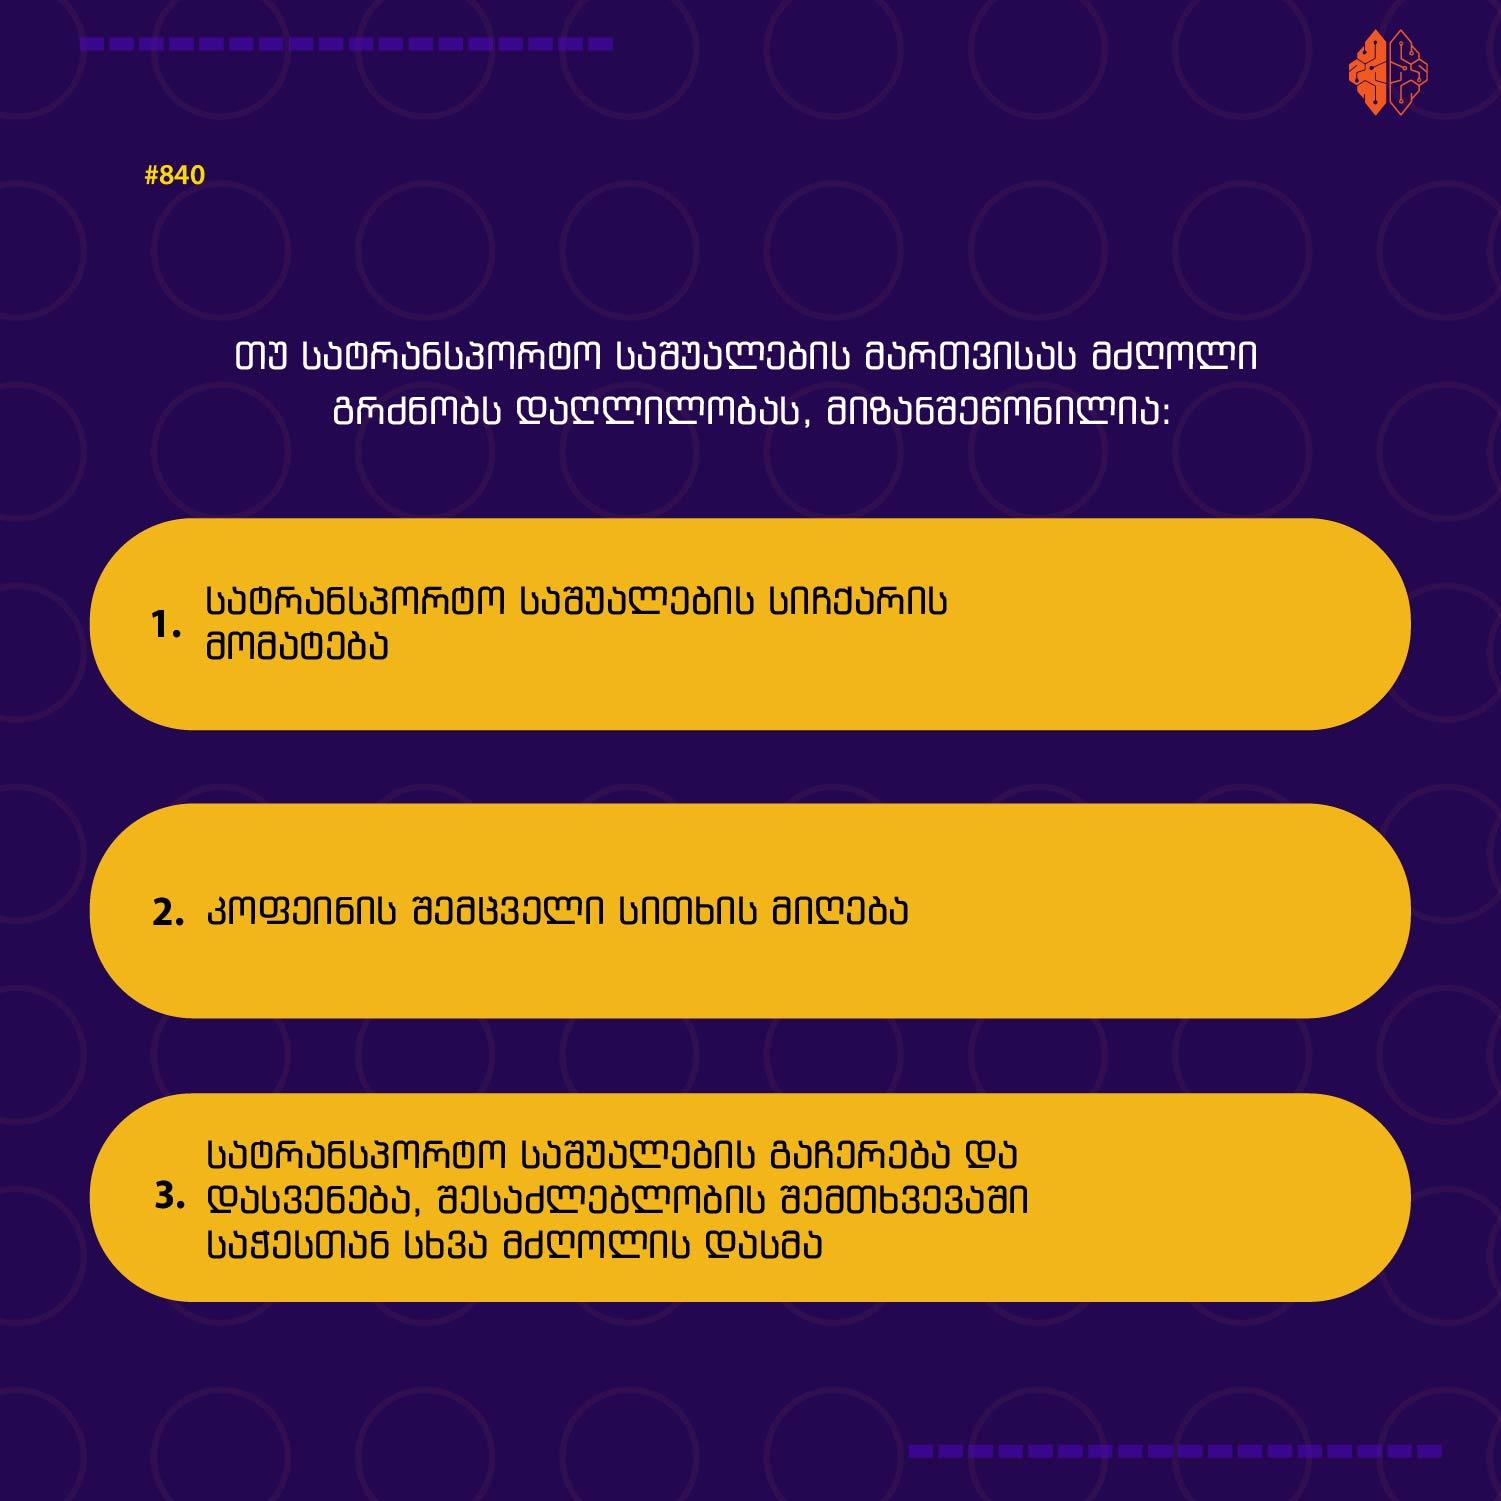 #840
თუ სატრანსპორტო საშუალების მართვისას მძღოლი
გრძნობს დაღლილობას, მიზანშეწონილია:
1. სატრანსპორტო საშუალების სიჩქარის
მომატება
2. კოფეინის შემცველი სითხის მიღება
3. სატრანსპორტო საშუალების გაჩერება და
დასვენება, შესაძლებლობის შემთხვევაში
საჭესთან სხვა მძღოლის დასმა